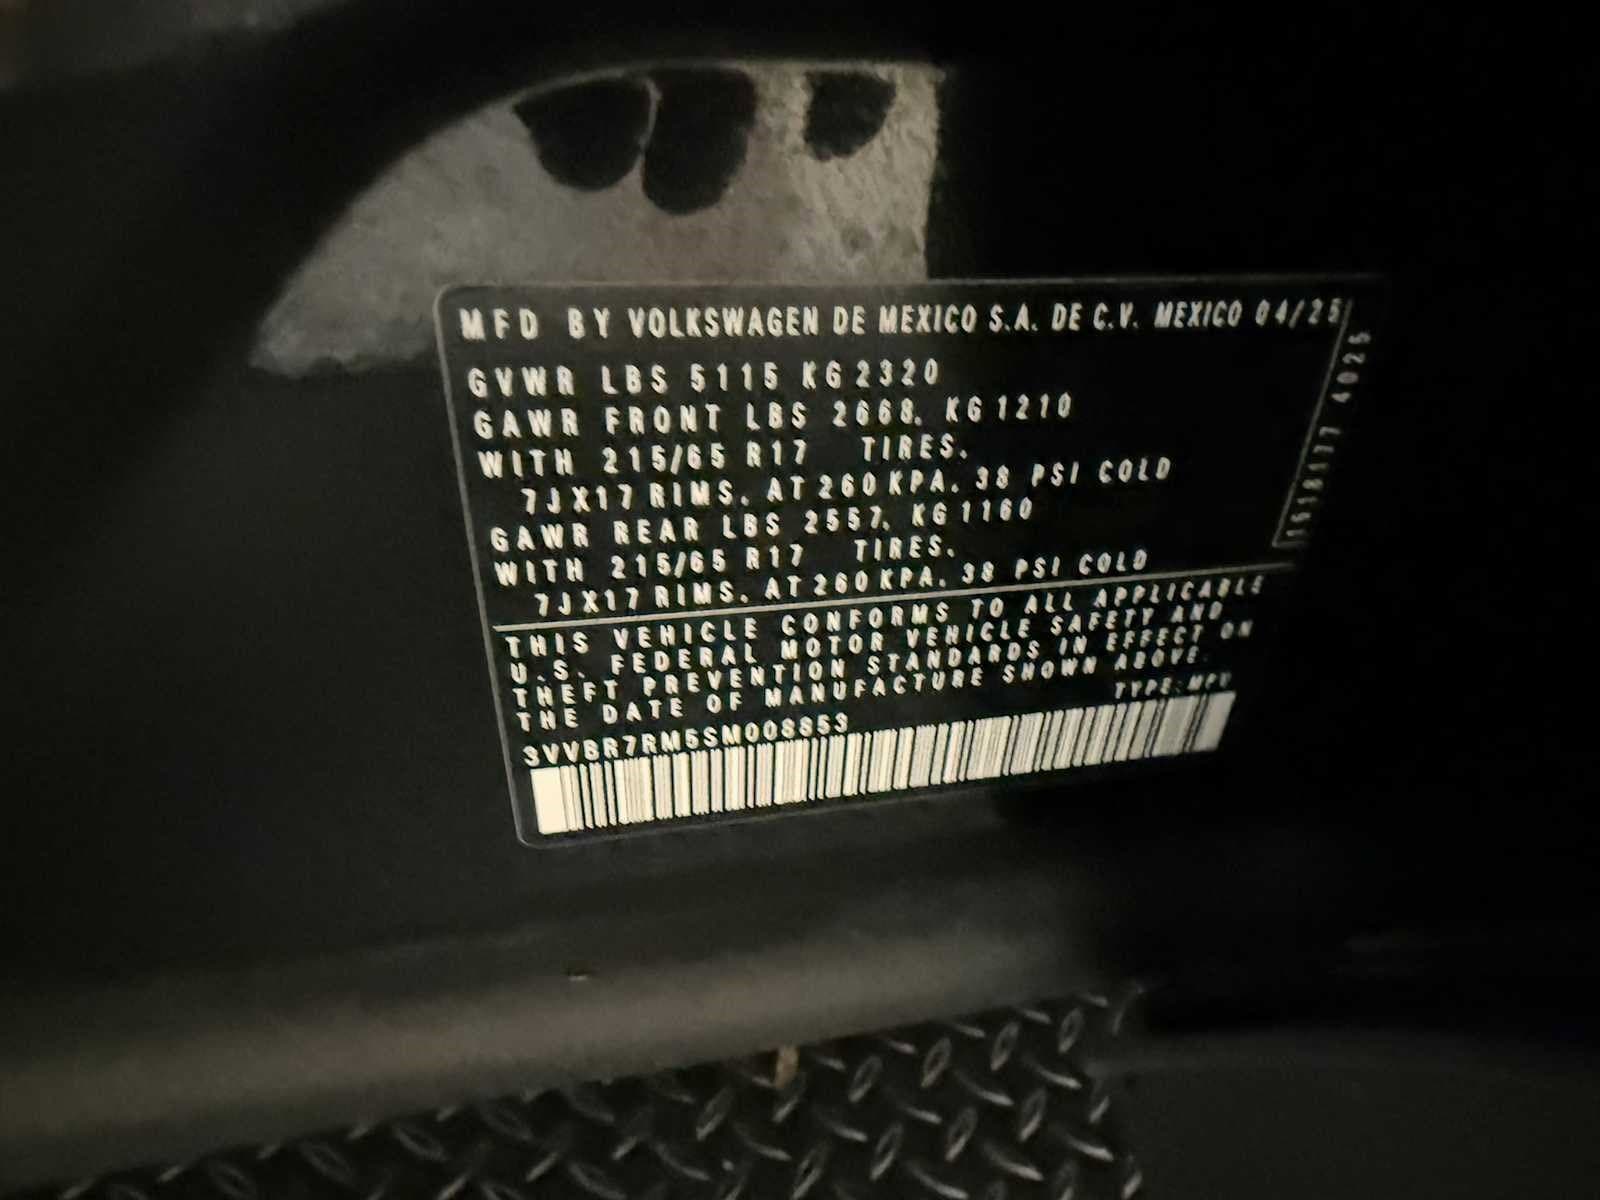 MFD BY VOLKSWAGEN DE MEXICO S.A. DE C.V. MEXICO 04/25
GVWR LBS 5115 KG 2320
GAWR FRONT LBS 2668, KG 1210
WITH 215/65 R17 TIRES.
7JX17 RIMS. AT 260 KPA. 38 PSI COLD
GAWR REAR LBS 2557, KG 1160
WITH 215/65 R17 TIRES.
7JX17 RIMS. AT 260 KPA. 38 PSI COLD
THIS VEHICLE CONFORMS TO ALL APPLICABLE
U.S. FEDERAL MOTOR VEHICLE SAFETY AND
THEFT PREVENTION STANDARDS IN EFFECT ON
THE DATE OF MANUFACTURE SHOWN ABOVE.
TYPE: MPV
3VVBR7RM5SM008853
4025